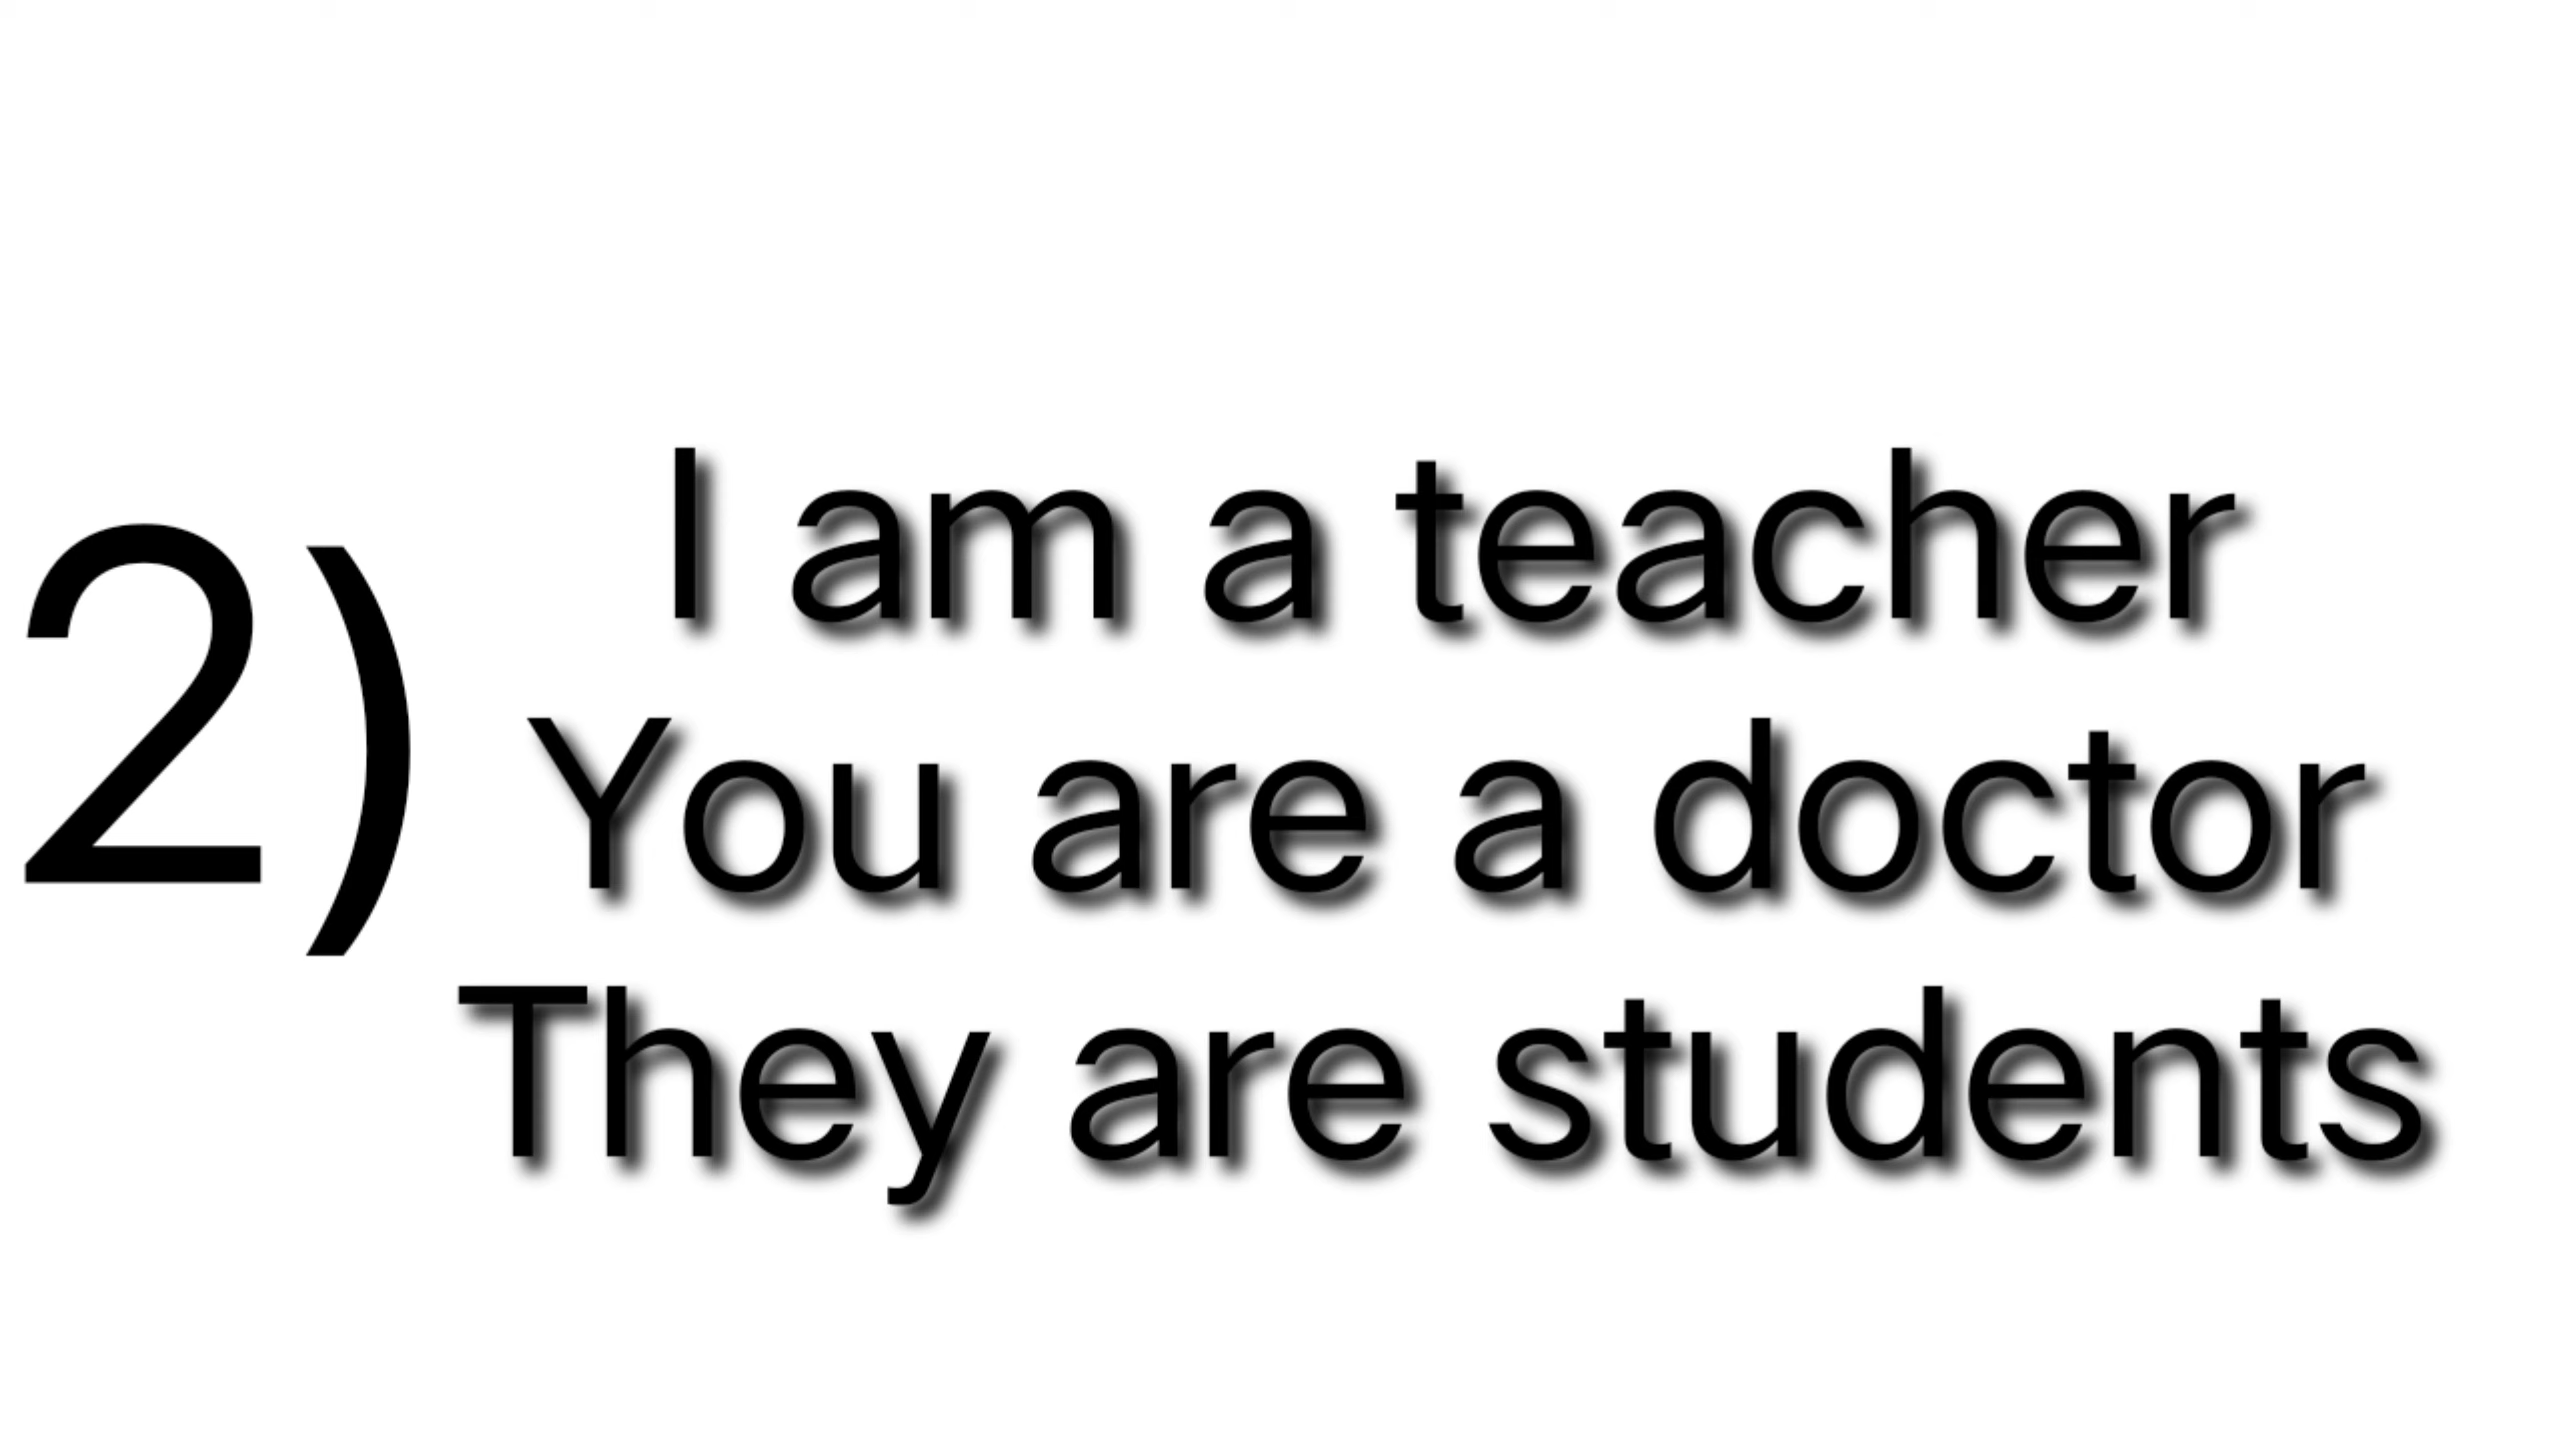 2)
I am a teacher
You are a doctor
They are students